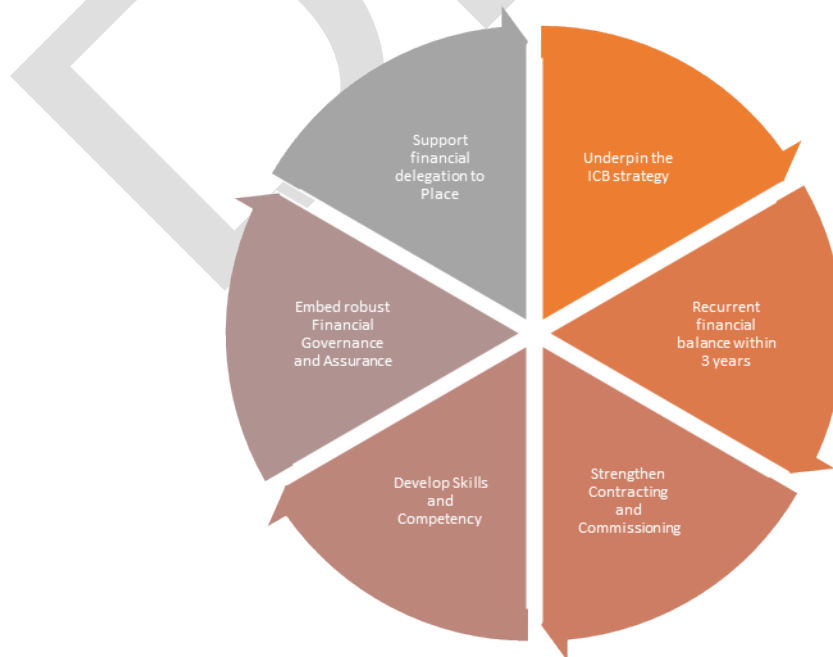 Underpin the
ICB strategy
Recurrent
financial
balance within
3 years
Strengthen
Contracting
and
Commissioning
Develop Skills
and
Competency
Embed robust
Financial
Governance
and Assurance
Support
financial
delegation to
Place